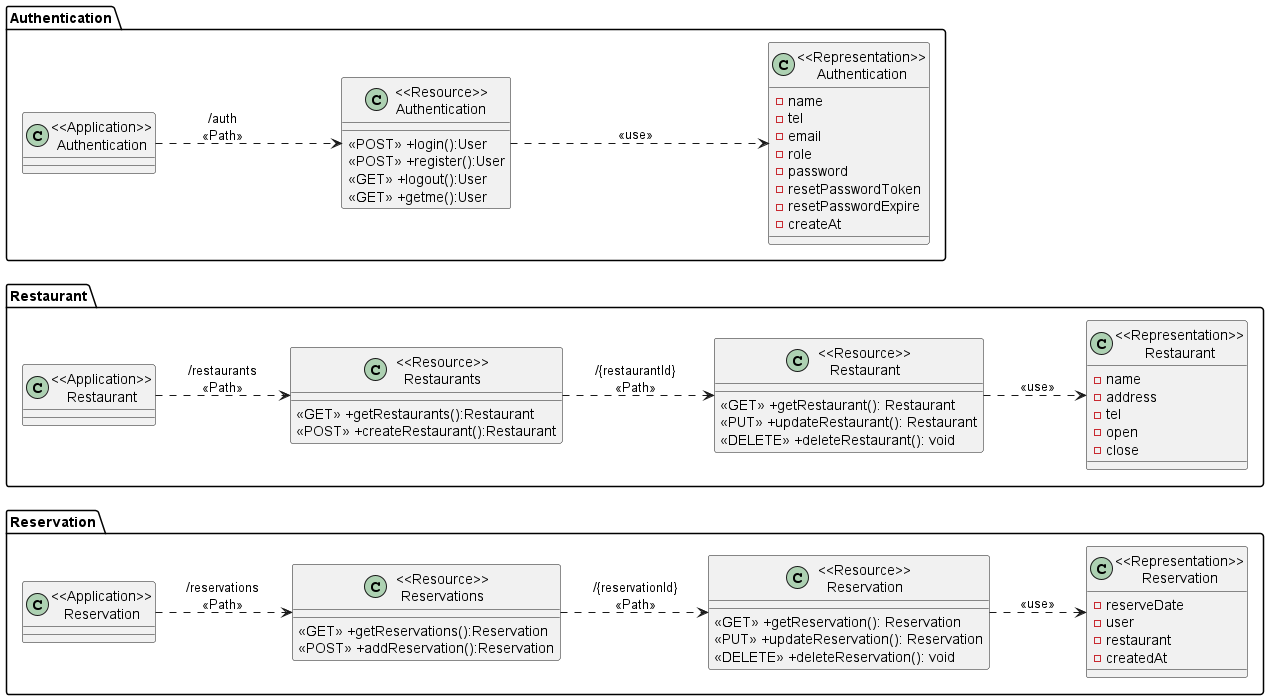 Authentication
C
<<Application>>
Authentication
/auth
«Path»
C
<<Resource>>
Authentication
«POST» +login():User
«POST» +register():User
«GET» +logout():User
«GET» +getme():User
«use»
C
<<Representation>>
Authentication
name
tel
email
role
password
resetPasswordToken
resetPasswordExpire
createAt
Restaurant
C
<<Application>>
Restaurant
/restaurants
«Path»
C
<<Resource>>
Restaurants
«GET» +getRestaurants():Restaurant
«POST» +createRestaurant():Restaurant
/{restaurantId}
«Path»
C
<<Resource>>
Restaurant
«GET» +getRestaurant(): Restaurant
«PUT» +updateRestaurant(): Restaurant
«DELETE» +deleteRestaurant(): void
«use»
C
<<Representation>>
Restaurant
name
address
tel
open
close
Reservation
C
<<Application>>
Reservation
/reservations
«Path»
C
<<Resource>>
Reservations
«GET» +getReservations():Reservation
«POST» +addReservation():Reservation
/{reservationId}
«Path»
C
<<Resource>>
Reservation
«GET» +getReservation(): Reservation
«PUT» +updateReservation(): Reservation
«DELETE» +deleteReservation(): void
«use»
C
<<Representation>>
Reservation
reserveDate
user
restaurant
createdAt